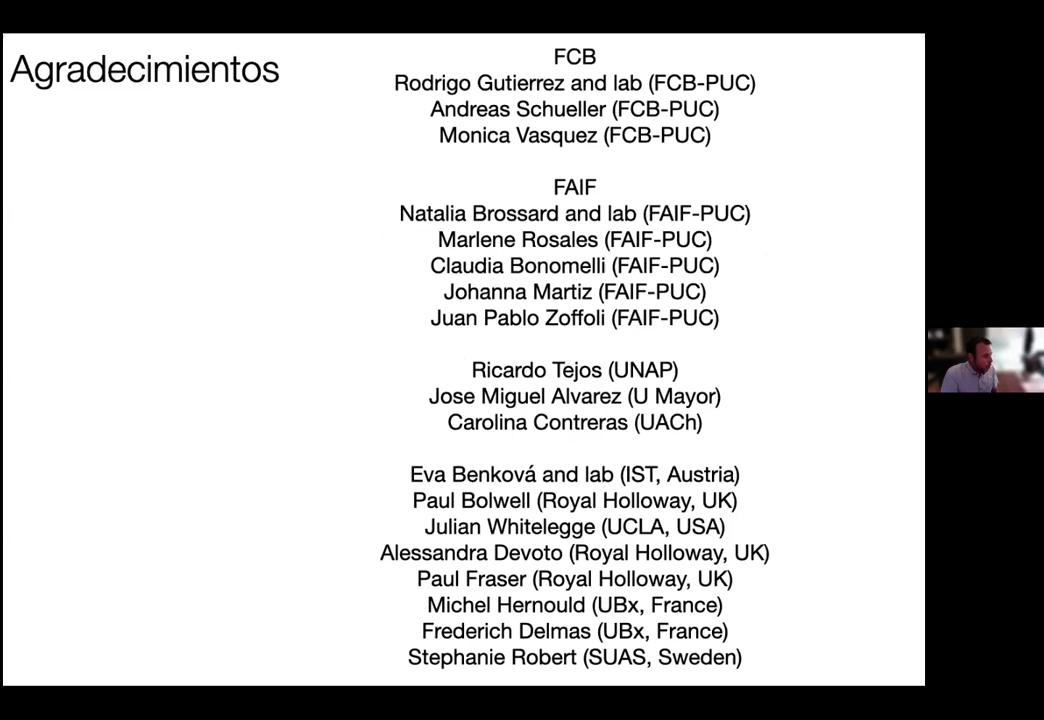 Agradecimientos
FCB
Rodrigo Gutierrez and lab (FCB-PUC)
Andreas Schueller (FCB-PUC)
Monica Vasquez (FCB-PUC)
FAIF
Natalia Brossard and lab (FAIF-PUC)
Marlene Rosales (FAIF-PUC)
Claudia Bonomelli (FAIF-PUC)
Johanna Martiz (FAIF-PUC)
Juan Pablo Zoffoli (FAIF-PUC)
Ricardo Tejos (UNAP)
Jose Miguel Alvarez (U Mayor)
Carolina Contreras (UACh)
Eva Benková and lab (IST, Austria)
Paul Bolwell (Royal Holloway, UK)
Julian Whitelegge (UCLA, USA)
Alessandra Devoto (Royal Holloway, UK)
Paul Fraser (Royal Holloway, UK)
Michel Hernould (UBx, France)
Frederich Delmas (UBx, France)
Stephanie Robert (SUAS, Sweden)